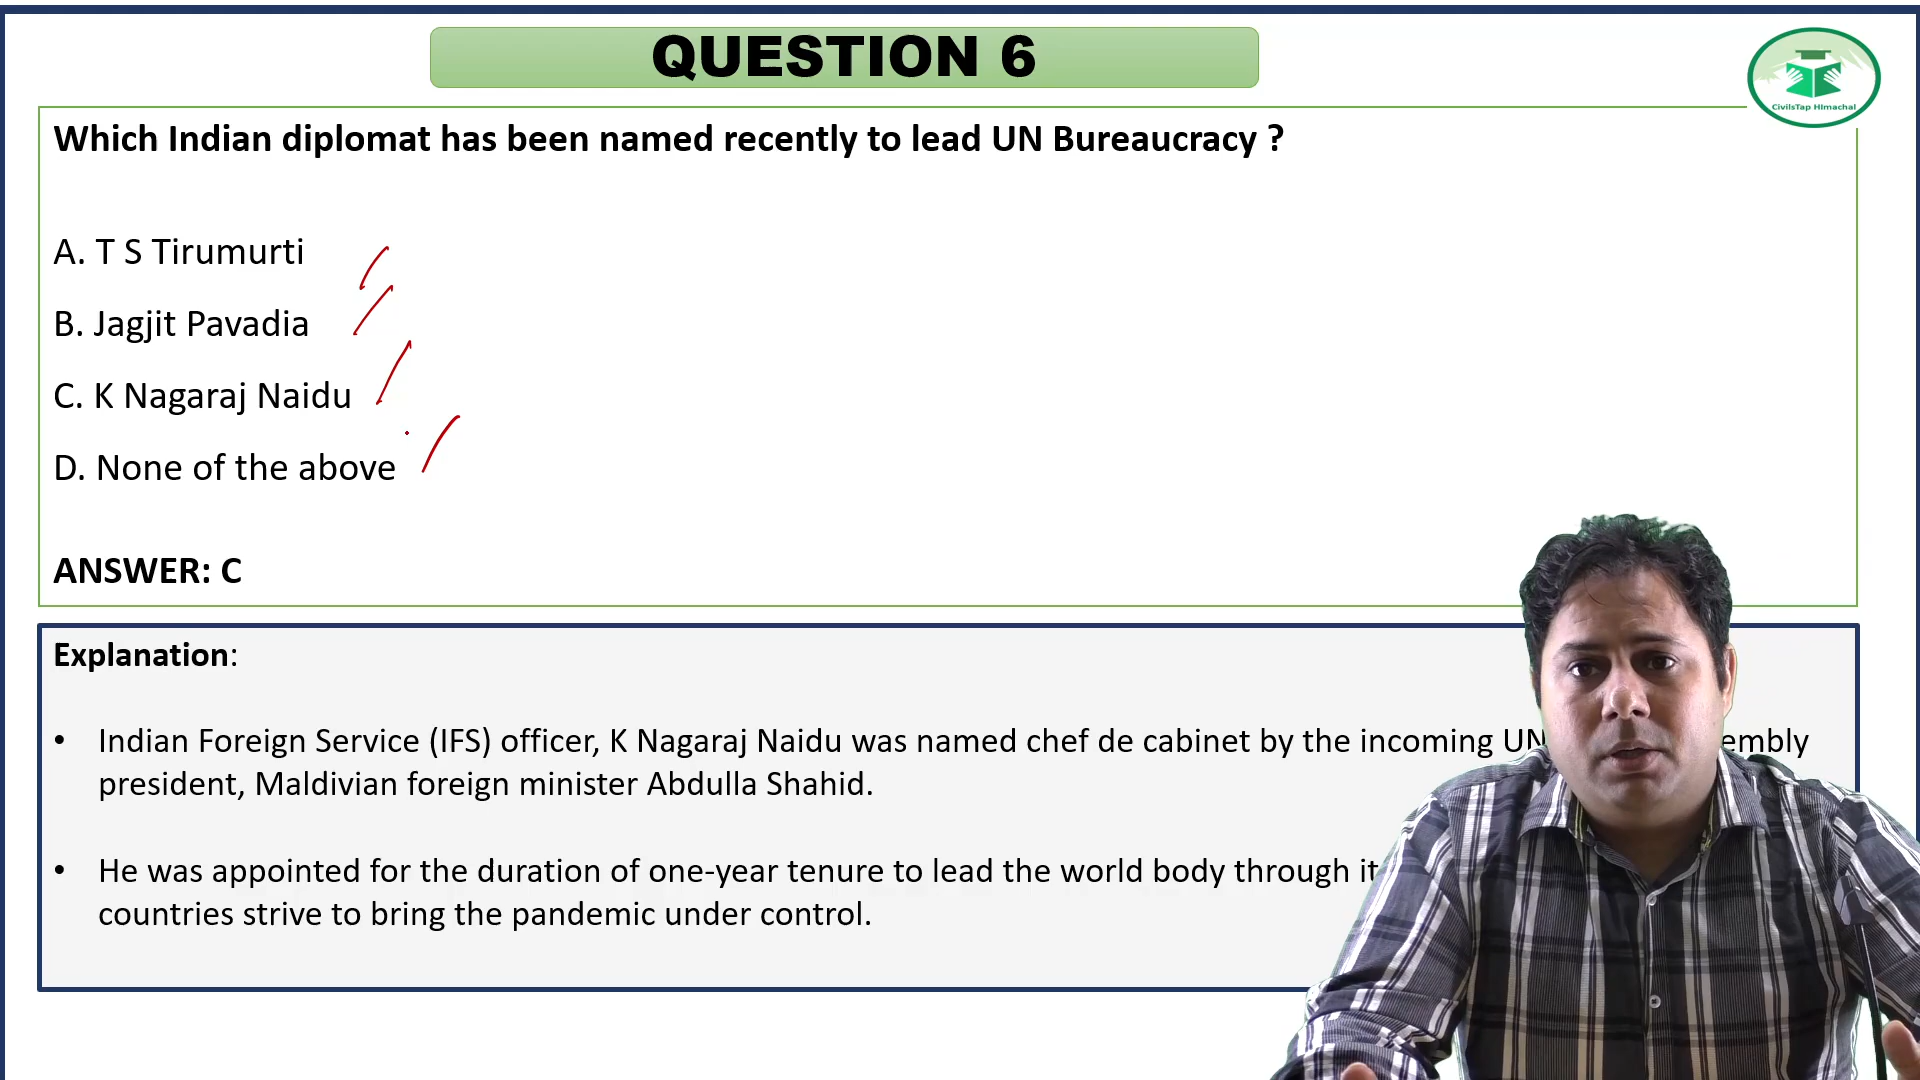 QUESTION 6
CivilsTap HImachal
Which Indian diplomat has been named recently to lead UN Bureaucracy ?
A. T S Tirumurti
B. Jagjit Pavadia
C. K Nagaraj Naidu
D. None of the above
ANSWER: C
Explanation:
• Indian Foreign Service (IFS) officer, K Nagaraj Naidu was named chef de cabinet by the incoming UN
president, Maldivian foreign minister Abdulla Shahid.
• He was appointed for the duration of one-year tenure to lead the world body through
countries strive to bring the pandemic under control.